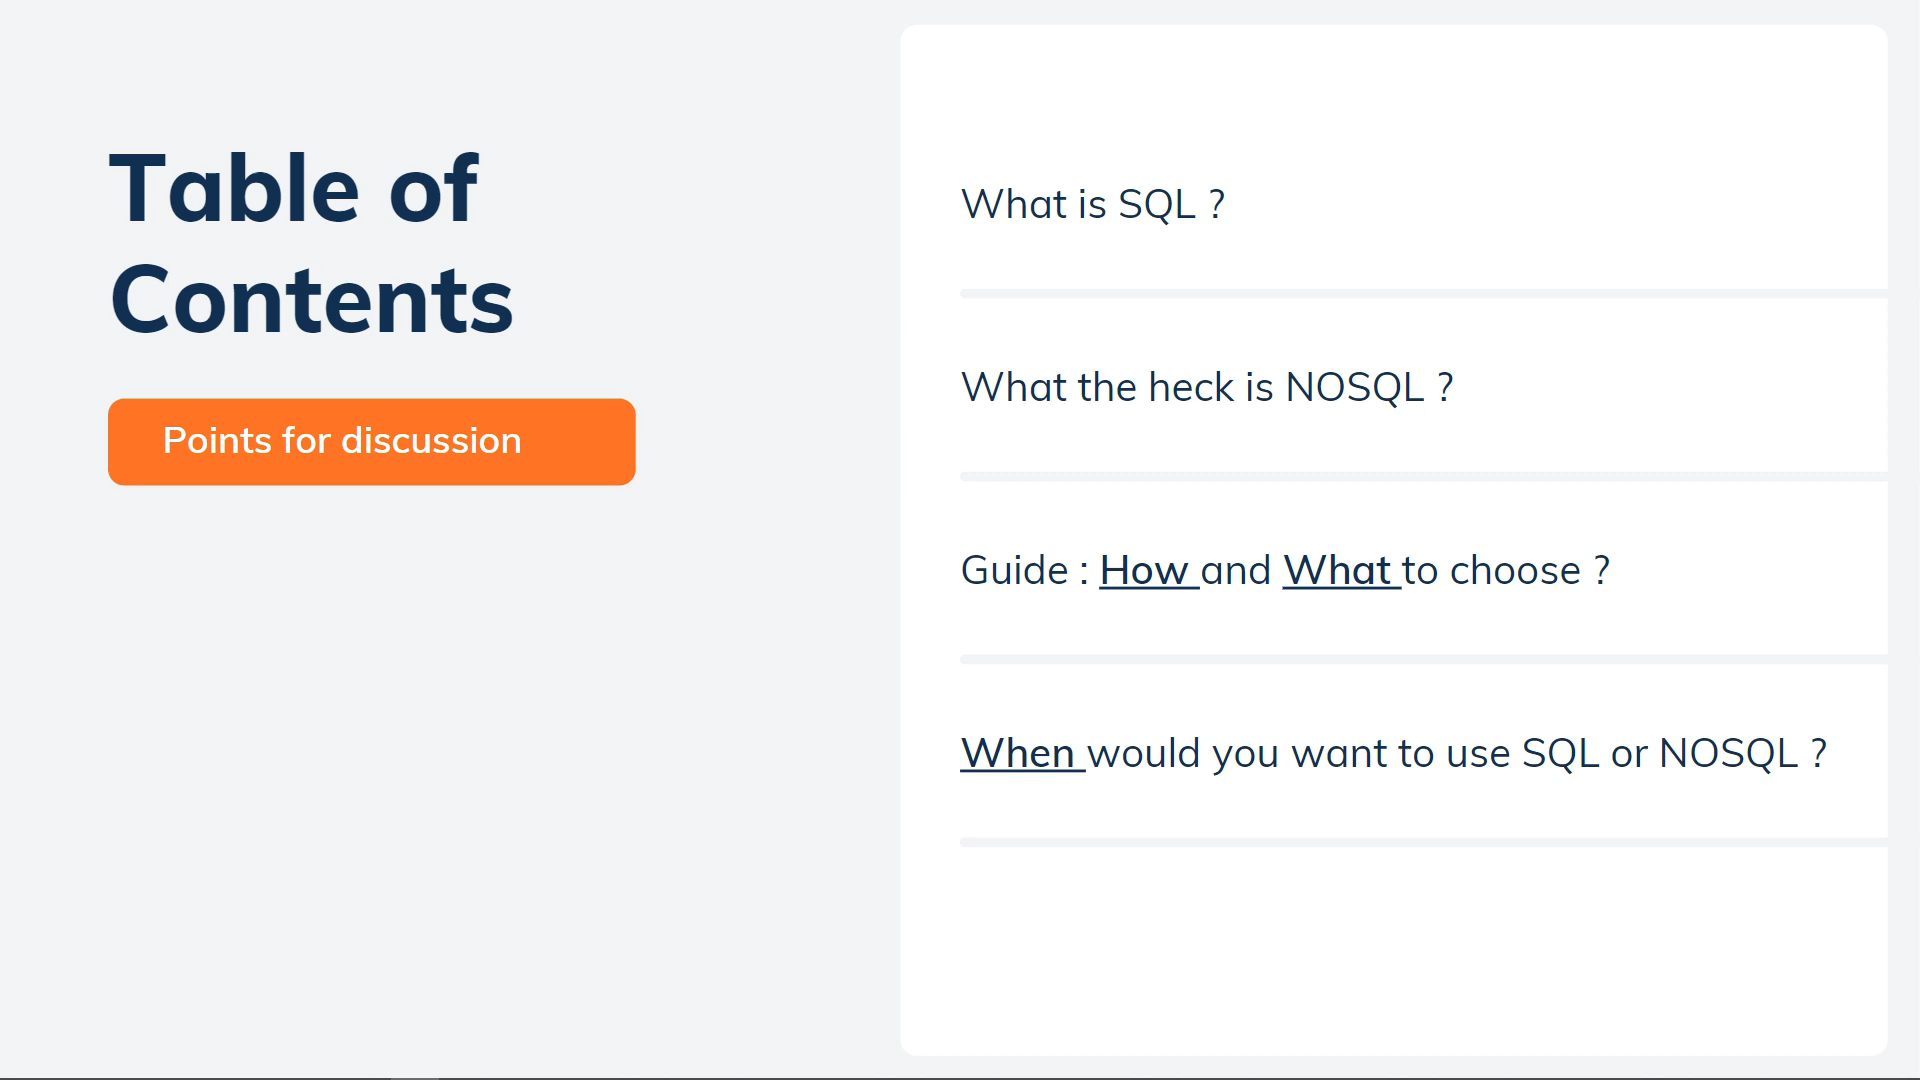 Table of
Contents
Points for discussion
What is SQL ?
What the heck is NOSQL ?
Guide : How and What to choose ?
When would you want to use SQL or NOSQL ?